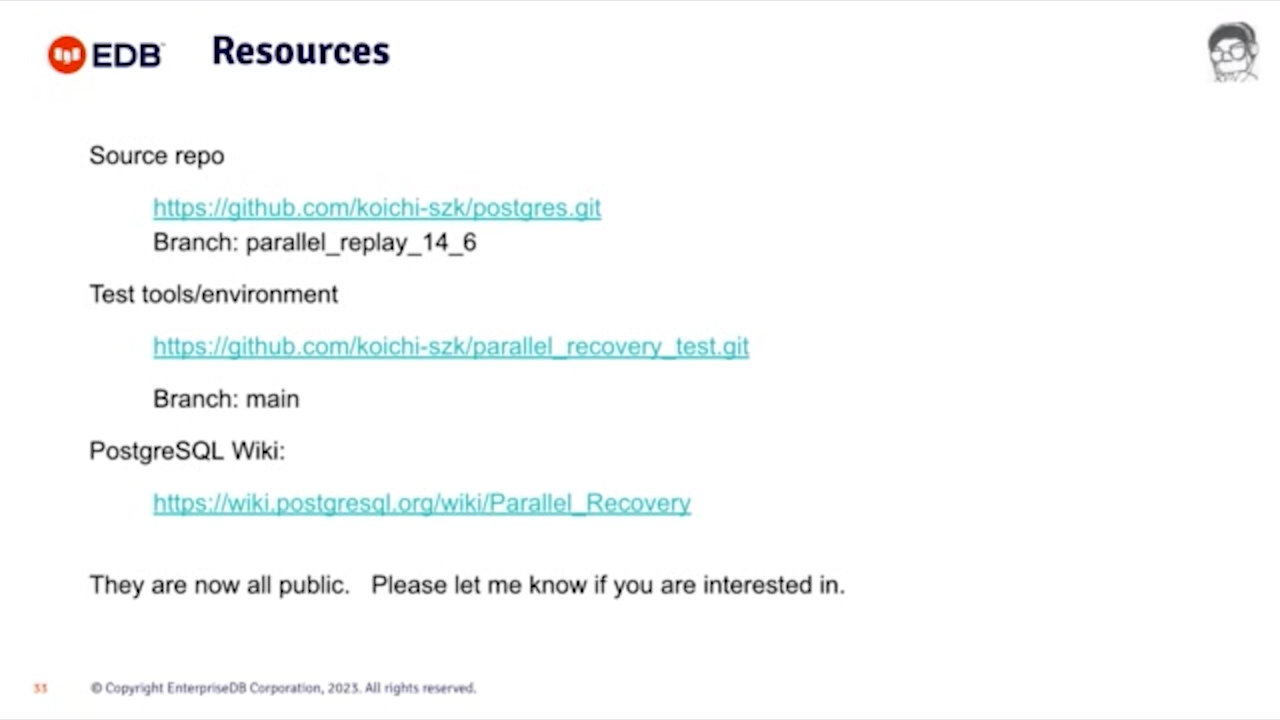 EDB
Resources
Source repo
https://github.com/koichi-szk/postgres.git
Branch: parallel_replay_14_6
Test tools/environment
https://github.com/koichi-szk/parallel_recovery_test.git
Branch: main
PostgreSQL Wiki:
https://wiki.postgresql.org/wiki/Parallel_Recovery
They are now all public. Please let me know if you are interested in.
33
© Copyright EnterpriseDB Corporation, 2023. All rights reserved.